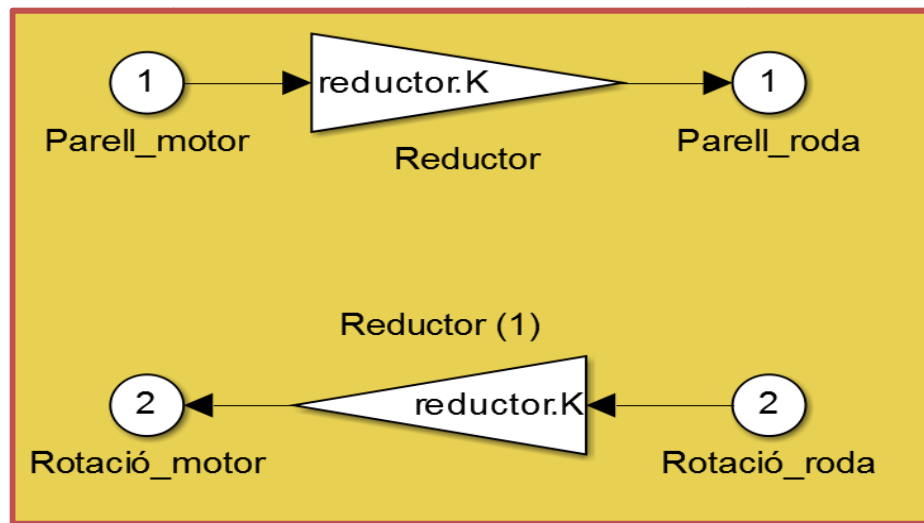 1
reductor.K
1
Parell_motor
Reductor
Parell_roda
Reductor (1)
2
reductor.K
2
Rotació_motor
Rotació_roda